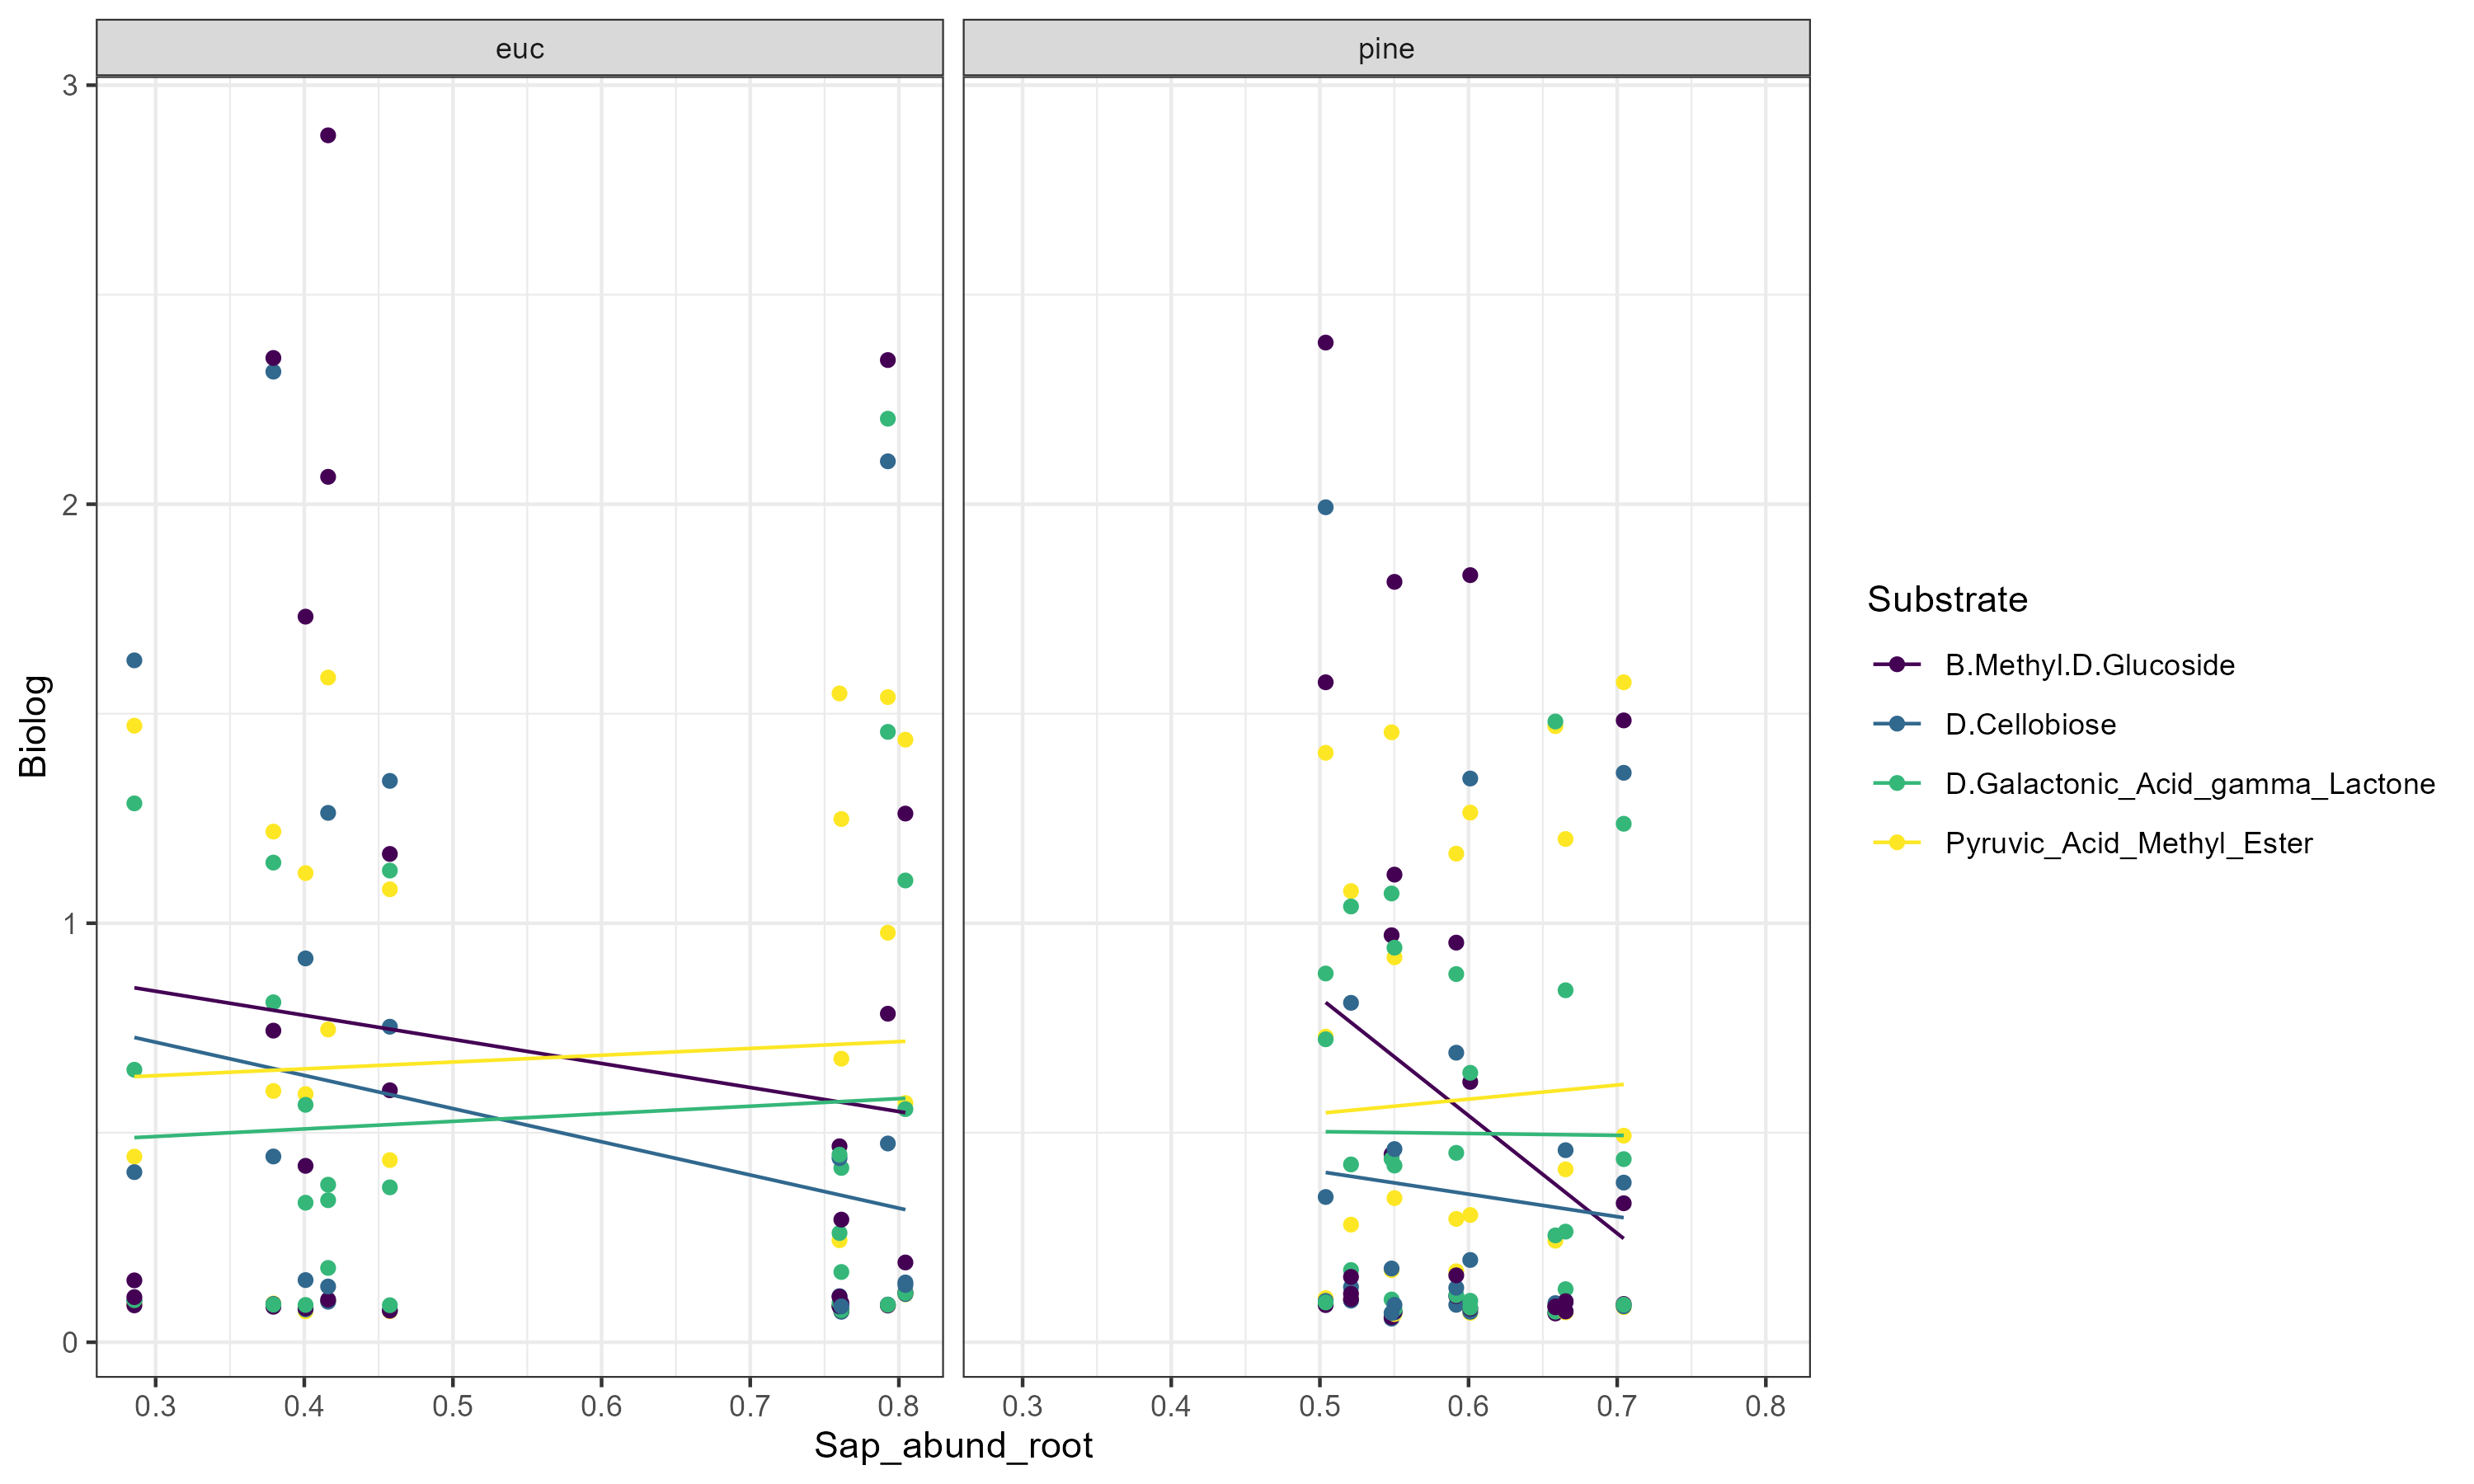 euc
pine
3
2
1
0
Biolog
0.3 0.4 0.5 0.6 0.7 0.8
0.3 0.4 0.5 0.6 0.7 0.8
Sap_abund_root
Substrate
B.Methyl.D.Glucoside
D.Cellobiose
D.Galactonic_Acid_gamma_Lactone
Pyruvic_Acid_Methyl_Ester